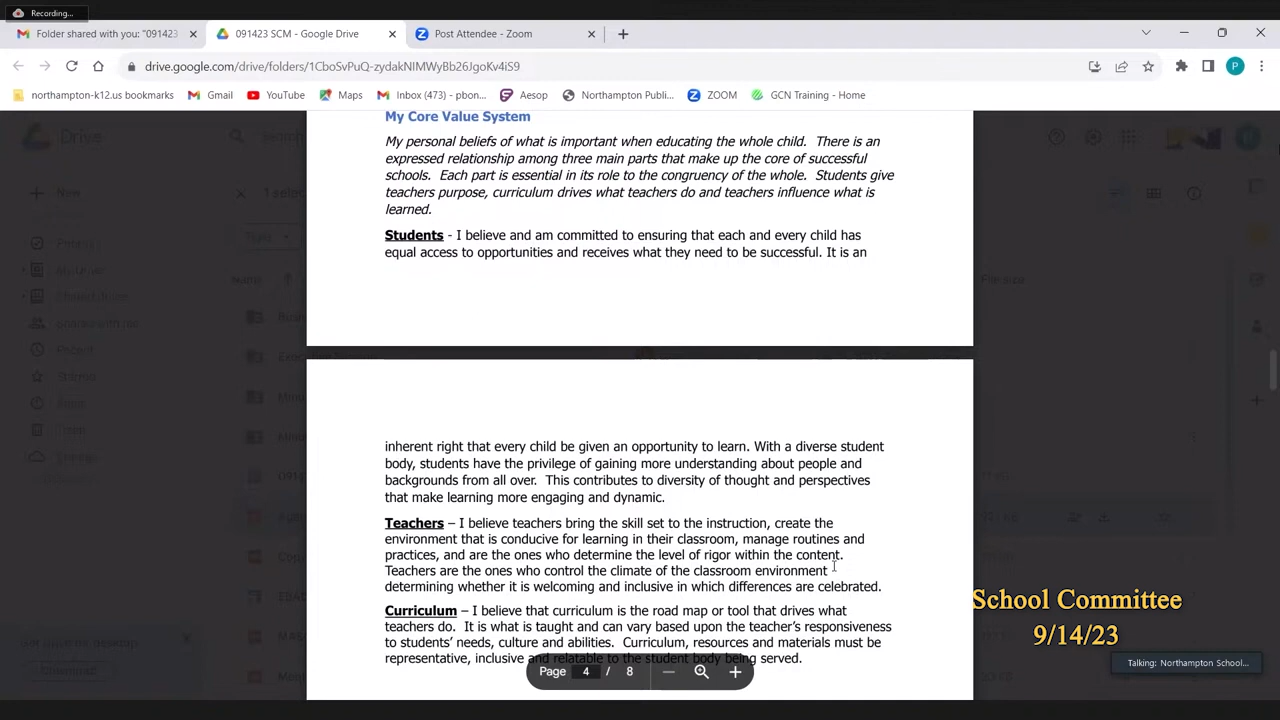 Recording...
Folder shared with you: "091423
091423 SCM - Google Drive
Post Attendee - Zoom
drive.google.com/drive/folders/1CboSvPuQ-zydakNIMWyBb26JgoKv4iS9
northampton-k12.us bookmarks
Gmail
YouTube
Maps
Inbox (473) - pbon...
Aesop
Northampton Publi...
ZOOM
GCN Training - Home
P
Drive
New
1 selec
My Core Value System
My personal beliefs of what is important when educating the whole child. There is an
expressed relationship among three main parts that make up the core of successful
schools. Each part is essential in its role to the congruency of the whole. Students give
teachers purpose, curriculum drives what teachers do and teachers influence what is
learned.
Students - I believe and am committed to ensuring that each and every child has
equal access to opportunities and receives what they need to be successful. It is an
Shared with me
Recent
File size
inherent right that every child be given an opportunity to learn. With a diverse student
body, students have the privilege of gaining more understanding about people and
backgrounds from all over. This contributes to diversity of thought and perspectives
that make learning more engaging and dynamic.
Teachers – I believe teachers bring the skill set to the instruction, create the
environment that is conducive for learning in their classroom, manage routines and
practices, and are the ones who determine the level of rigor within the content.
Teachers are the ones who control the climate of the classroom environment
determining whether it is welcoming and inclusive in which differences are celebrated.
Curriculum – I believe that curriculum is the road map or tool that drives what
teachers do. It is what is taught and can vary based upon the teacher's responsiveness
to students' needs, culture and abilities. Curriculum, resources and materials must be
representative, inclusive and relatable to the student body being served.
Page 4 / 8
School Committee
9/14/23
Talking: Northampton School...